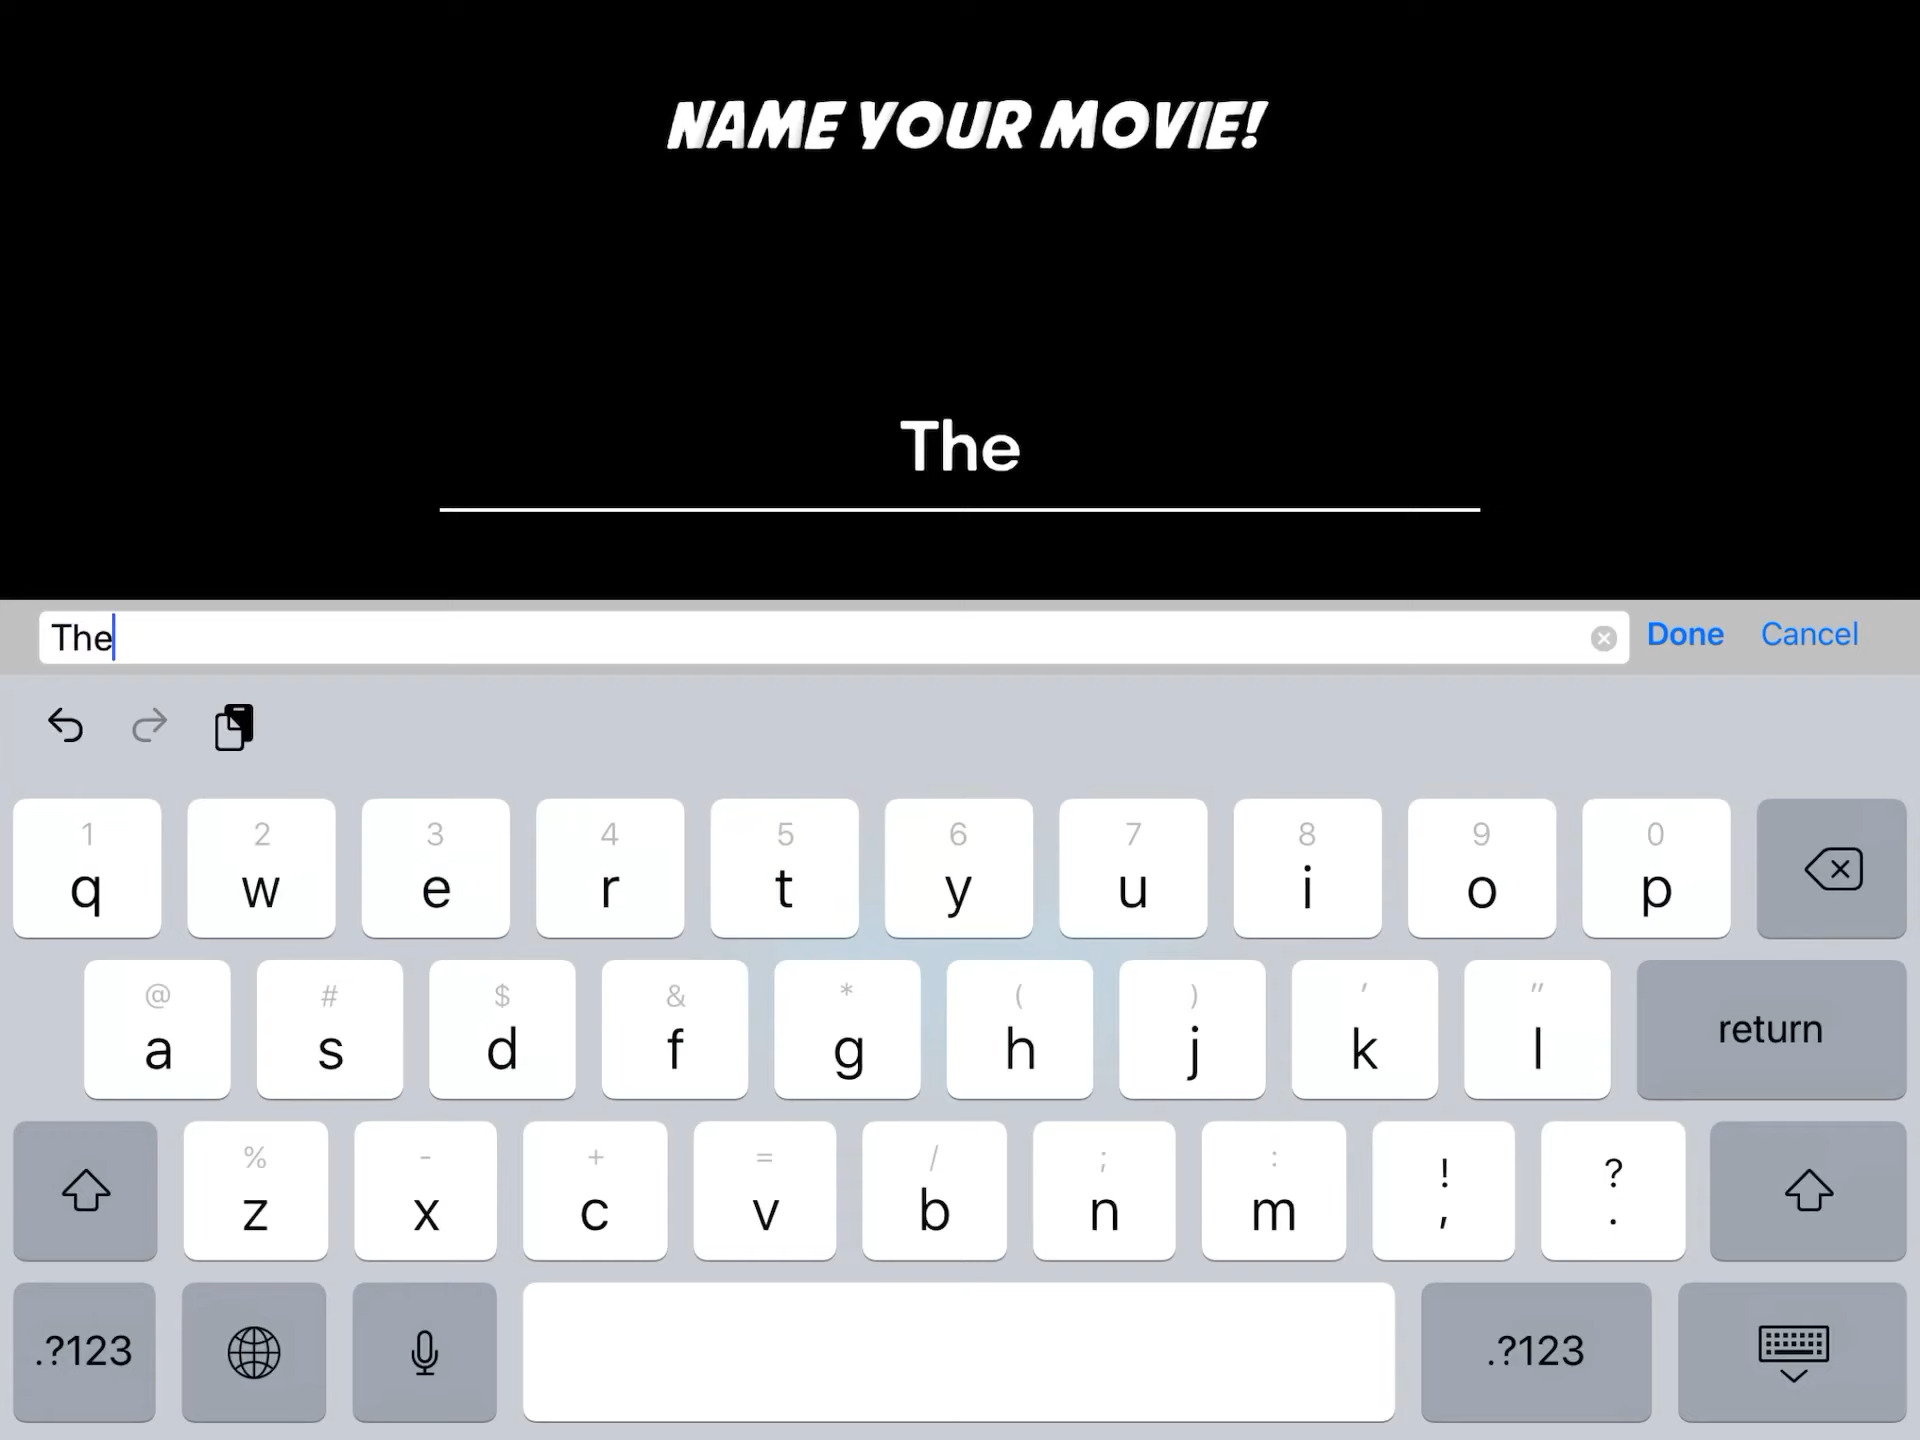 NAME YOUR MOVIE!
The
The Done Cancel
1 2 3 4 5 6 7 8 9 0
q w e r t y u i o p
@ # $ & * ( ) ' "
a s d f g h j k l return
% - + = / ; : ! ?
z x c v b n m , .
.?123 .?123